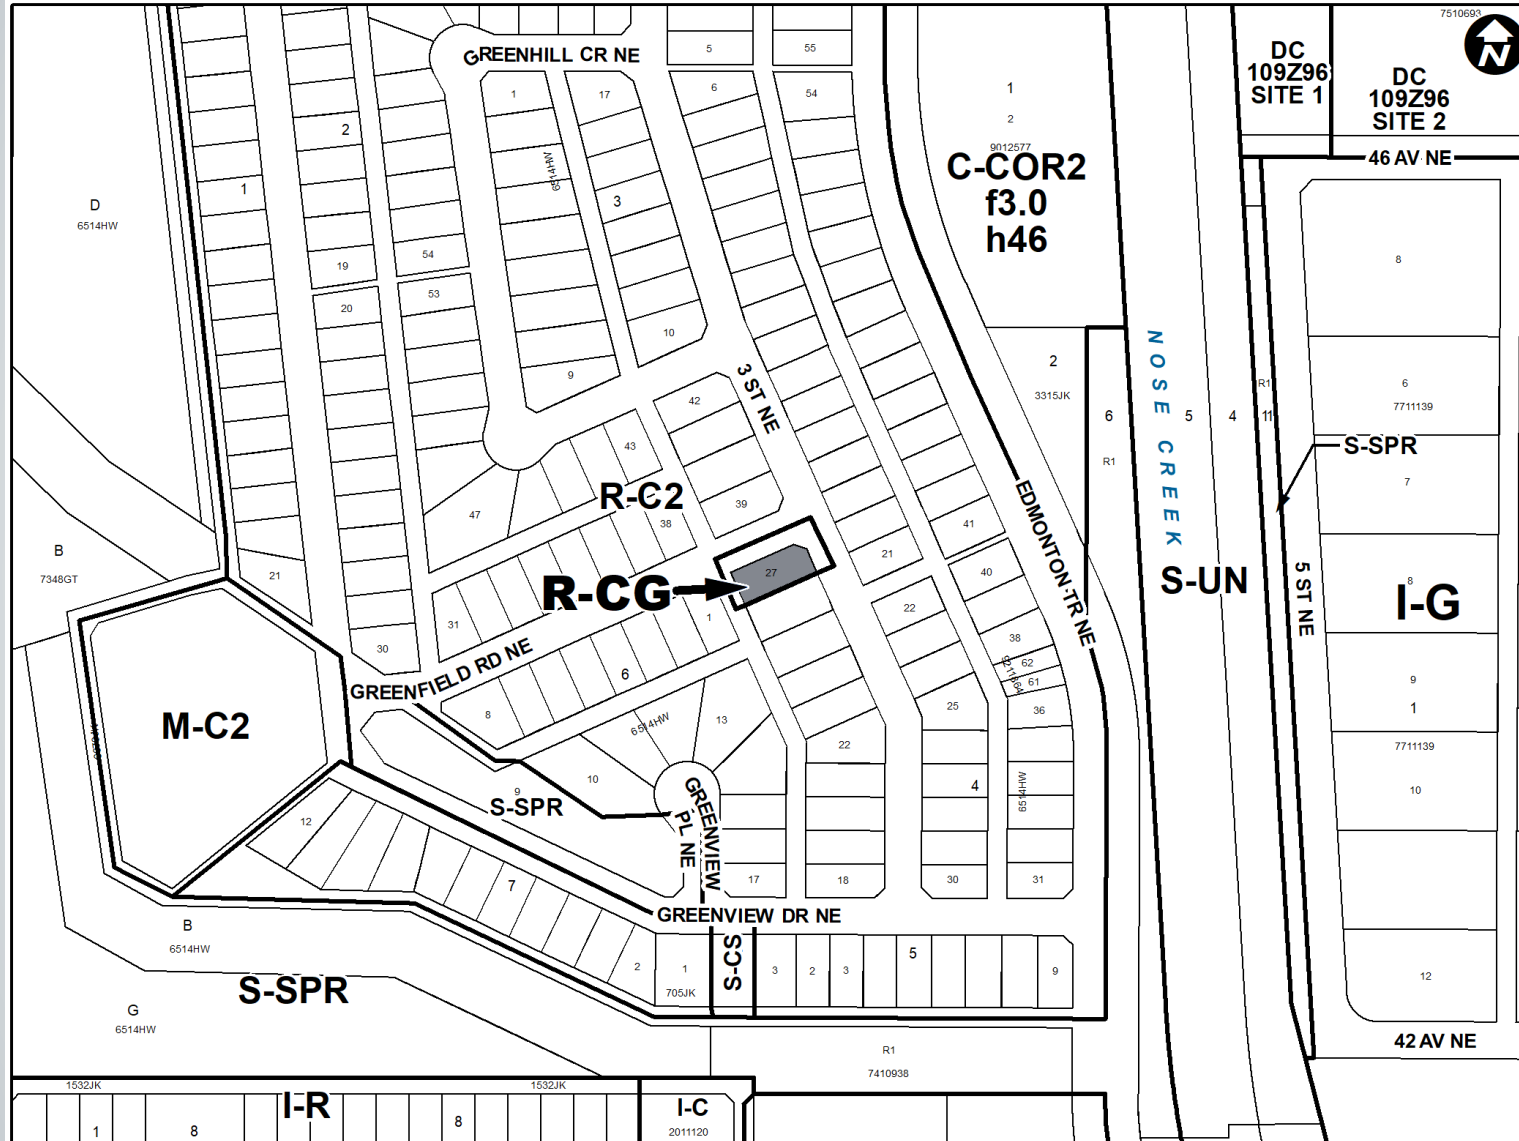 7510693
N
GREENHILL CR NE
5
55
DC
109Z96
SITE 1
DC
109Z96
SITE 2
1
17
6
54
1
2
9012577
C-COR2
f3.0
h46
46 AV NE
2
6514HW
1
3
D
6514HW
19
54
53
20
10
9
8
NOSE CREEK
2
3315JK
R1
6
7711139
6
5
4
11
R1
3 ST NE
42
43
39
38
47
R-C2
S-SPR
7
EDMONTON TR NE
41
21
40
B
7348GT
21
27
R-CG
S-UN
5 ST NE
8
I-G
22
1
31
30
38
62
61
9211664
36
GREENFIELD RD NE
6
8
6514HW
13
25
9
1
7711139
M-C2
22
10
9
S-SPR
GREENVIEW PL NE
4
6514HW
10
12
7
17
18
30
31
GREENVIEW DR NE
B
6514HW
S-SPR
2
1
705JK
S-CS
3
2
3
5
9
12
G
6514HW
42 AV NE
R1
7410938
1532JK
1532JK
I-R
1
8
8
I-C
2011120